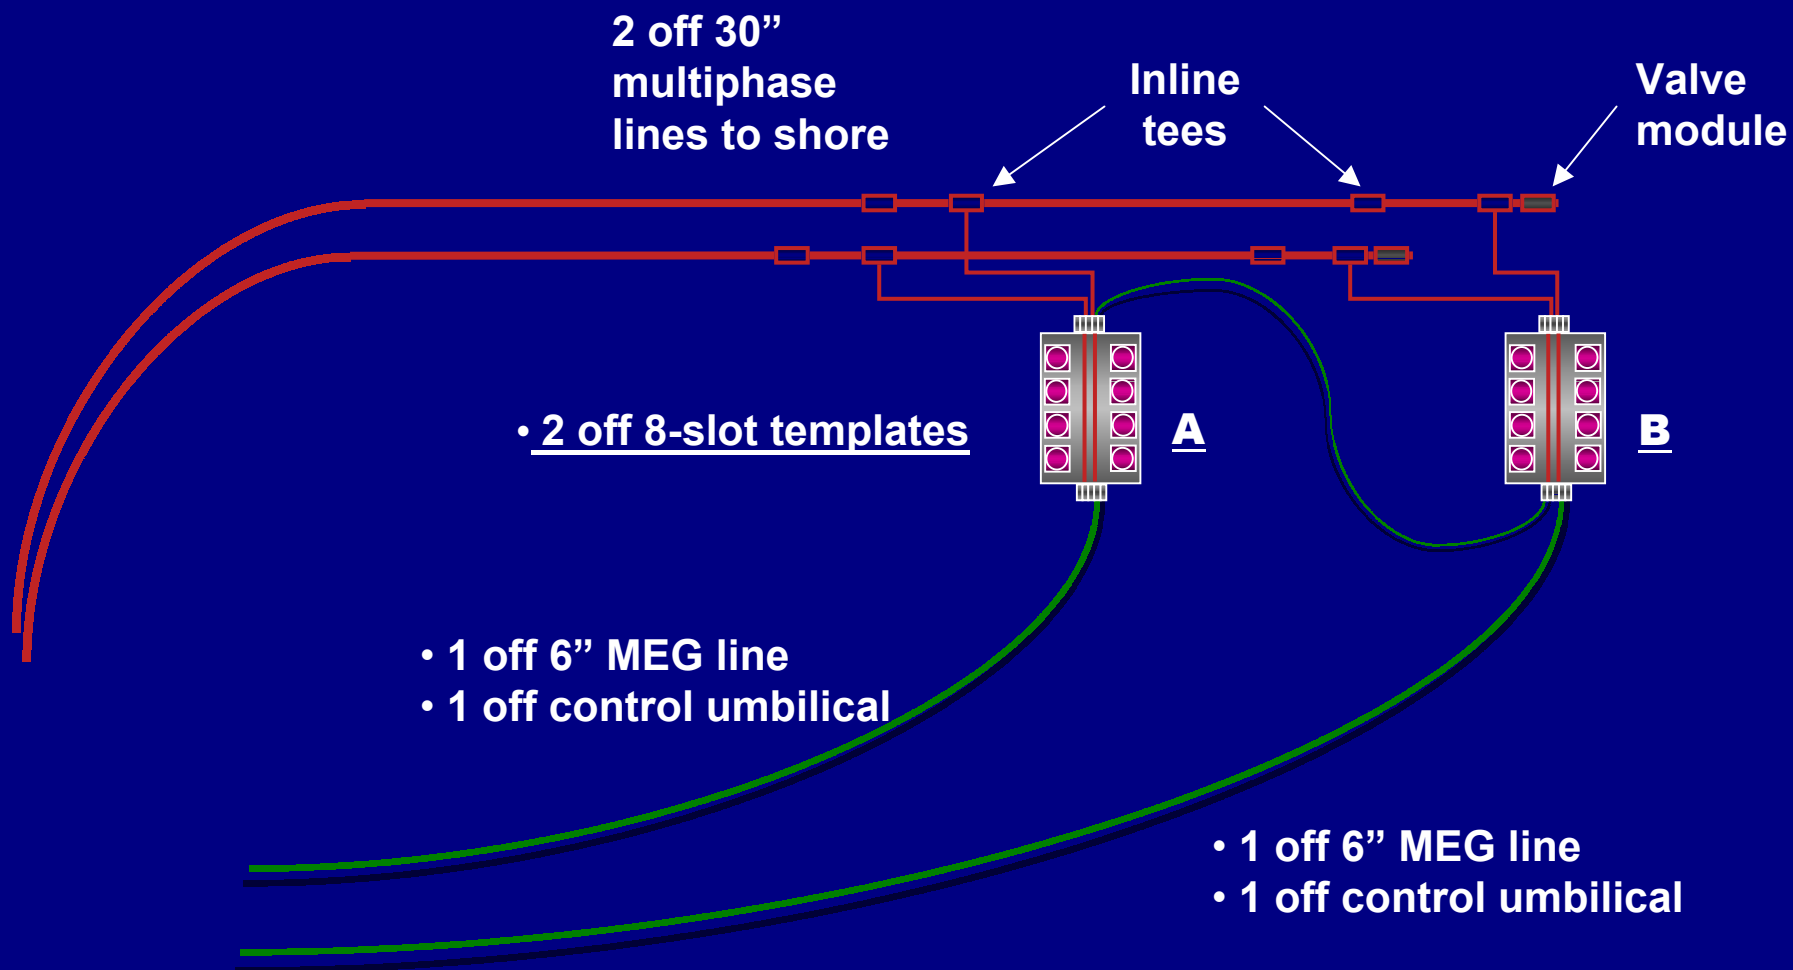 2 off 30”
multiphase
lines to shore
Inline
tees
Valve
module
• 2 off 8-slot templates
A
B
• 1 off 6” MEG line
• 1 off control umbilical
• 1 off 6” MEG line
• 1 off control umbilical